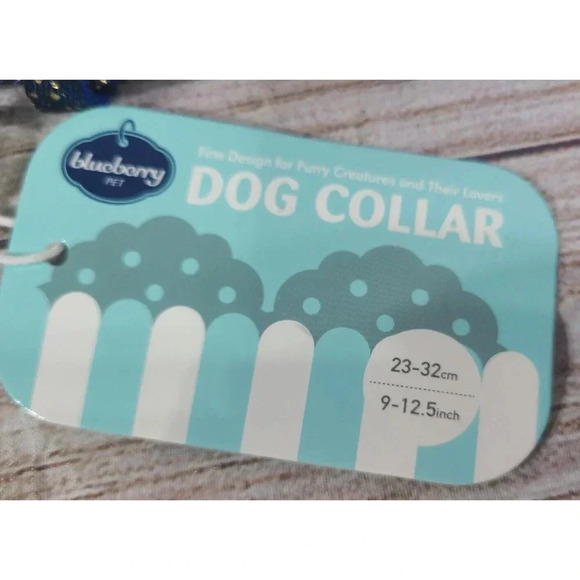 blueberry
PET
Fine Design for Furry Creatures and Their Lovers
DOG COLLAR
23-32cm
9-12.5inch